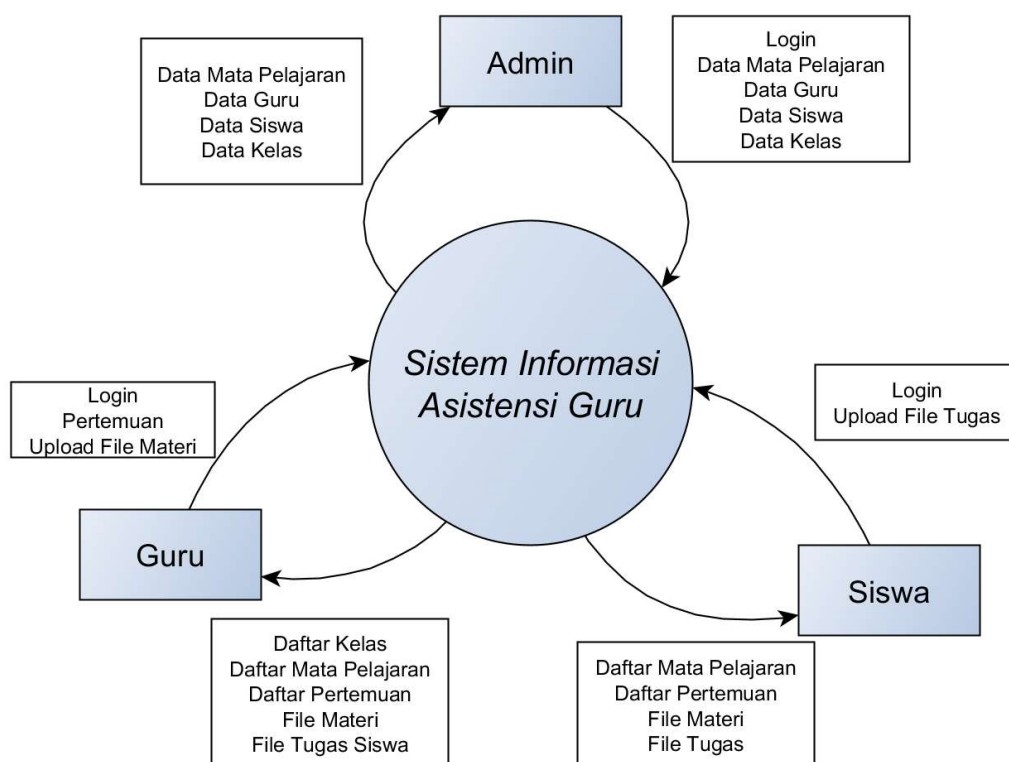 Data Mata Pelajaran
Data Guru
Data Siswa
Data Kelas
Admin
Login
Data Mata Pelajaran
Data Guru
Data Siswa
Data Kelas
Sistem Informasi
Asistensi Guru
Login
Pertemuan
Upload File Materi
Login
Upload File Tugas
Guru
Siswa
Daftar Kelas
Daftar Mata Pelajaran
Daftar Pertemuan
File Materi
File Tugas Siswa
Daftar Mata Pelajaran
Daftar Pertemuan
File Materi
File Tugas